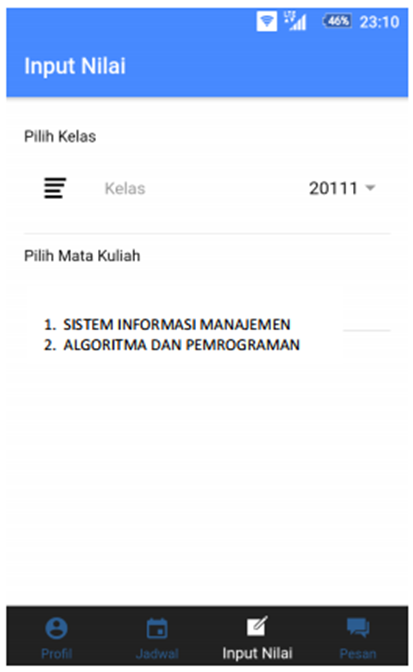 LTE 46% 23:10
Input Nilai
Pilih Kelas
Kelas 20111
Pilih Mata Kuliah
1. SISTEM INFORMASI MANAJEMEN
2. ALGORITMA DAN PEMROGRAMAN
Profil Jadwal Input Nilai Pesan